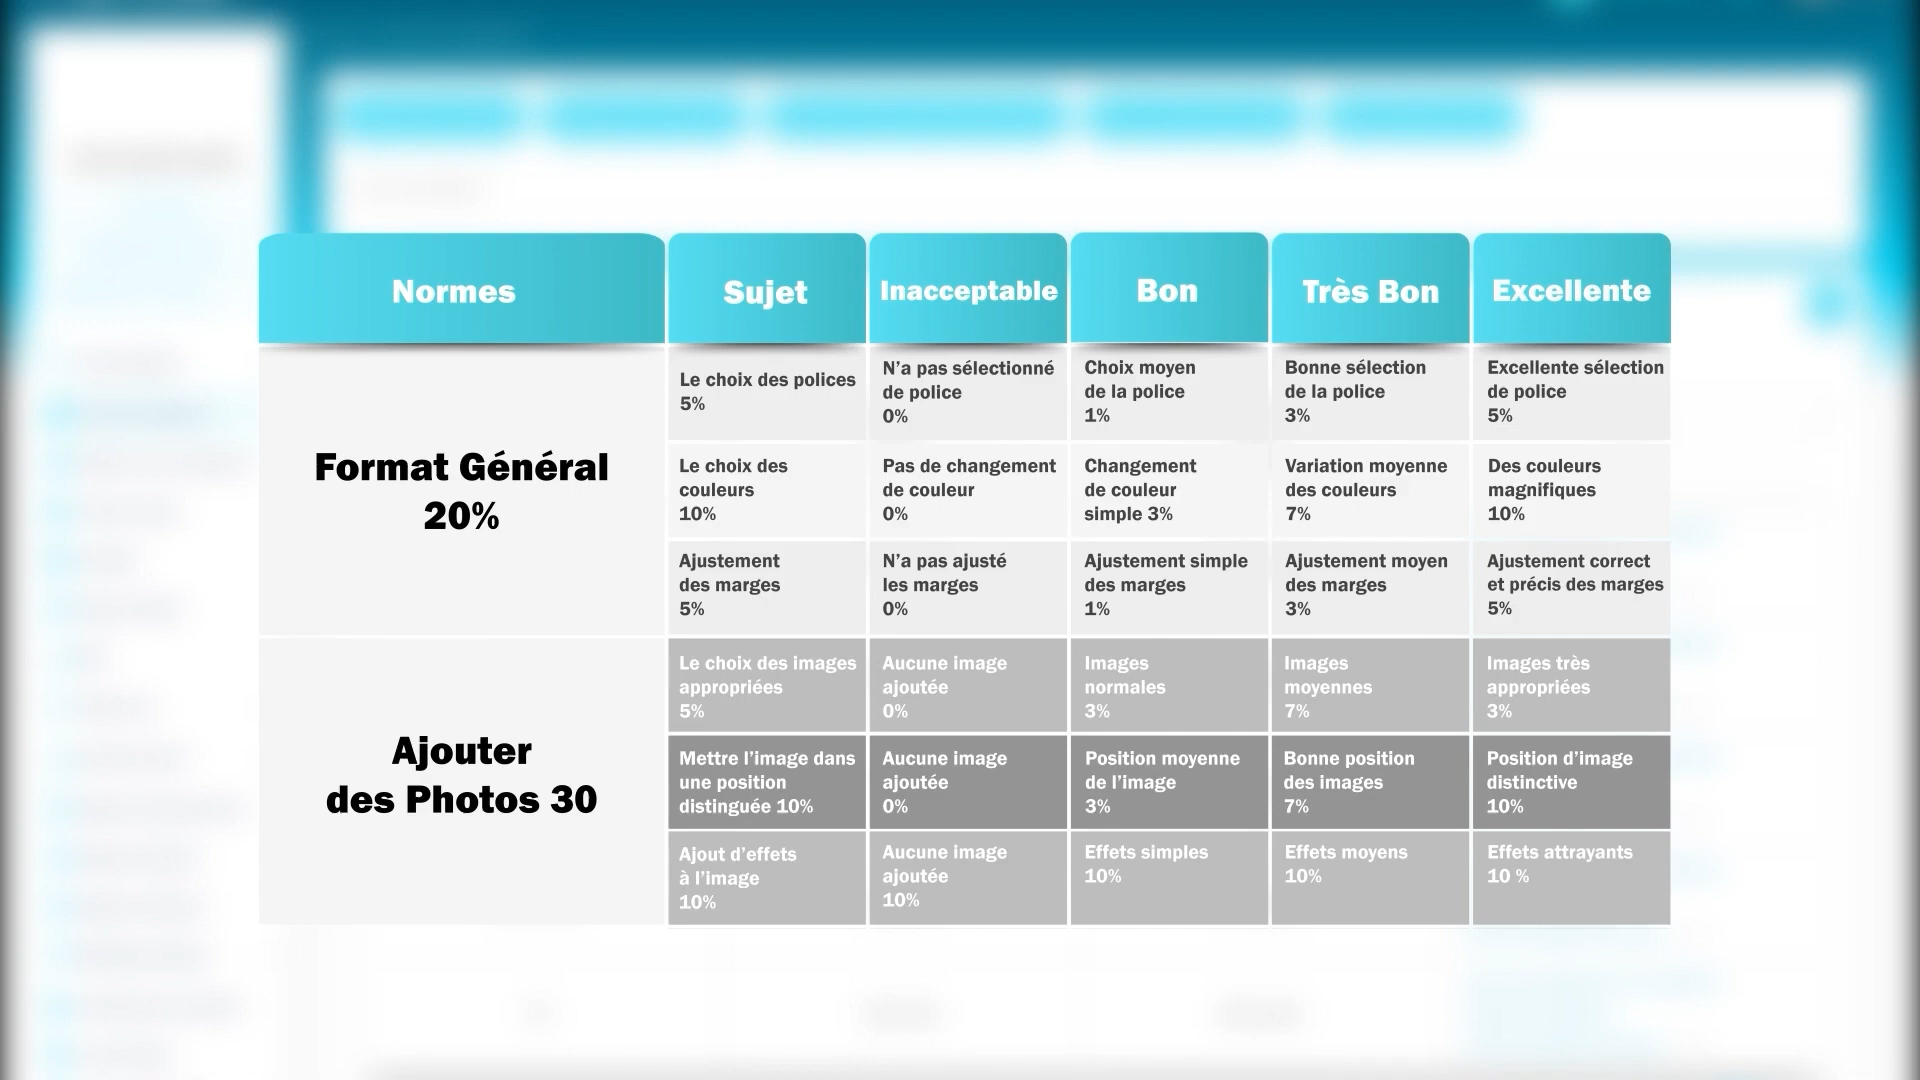 Normes
Sujet
Inacceptable
Bon
Très Bon
Excellente
Format Général
20%
Le choix des polices
5%
N’a pas sélectionné
de police
0%
Choix moyen
de la police
1%
Bonne sélection
de la police
3%
Excellente sélection
de police
5%
Le choix des
couleurs
10%
Pas de changement
de couleur
0%
Changement
de couleur
simple 3%
Variation moyenne
des couleurs
7%
Des couleurs
magnifiques
10%
Ajustement
des marges
5%
N’a pas ajusté
les marges
0%
Ajustement simple
des marges
1%
Ajustement moyen
des marges
3%
Ajustement correct
et précis des marges
5%
Ajouter
des Photos 30
Le choix des images
appropriées
5%
Aucune image
ajoutée
0%
Images
normales
3%
Images
moyennes
7%
Images très
appropriées
3%
Mettre l’image dans
une position
distinguée 10%
Aucune image
ajoutée
0%
Position moyenne
de l’image
3%
Bonne position
des images
7%
Position d’image
distinctive
10%
Ajout d’effets
à l’image
10%
Aucune image
ajoutée
10%
Effets simples
10%
Effets moyens
10%
Effets attrayants
10 %